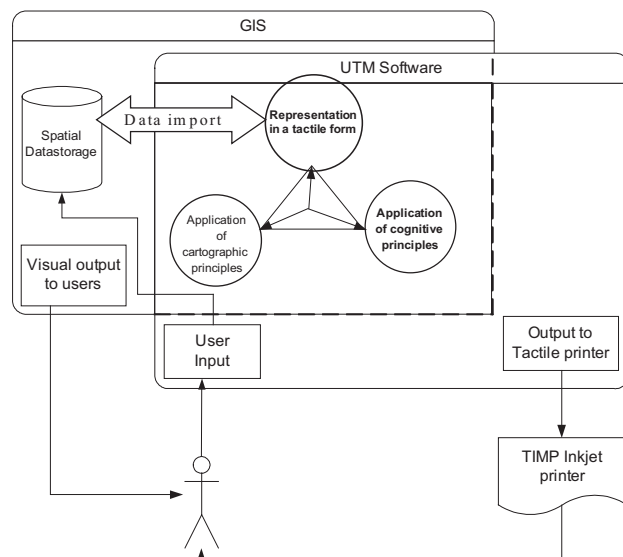 GIS
UTM Software
Spatial
Datastorage
Data import
Representation
in a tactile form
Application
of
cartographic
principles
Application
of cognitive
principles
Visual output
to users
User
Input
Output to
Tactile printer
TIMP Inkjet
printer